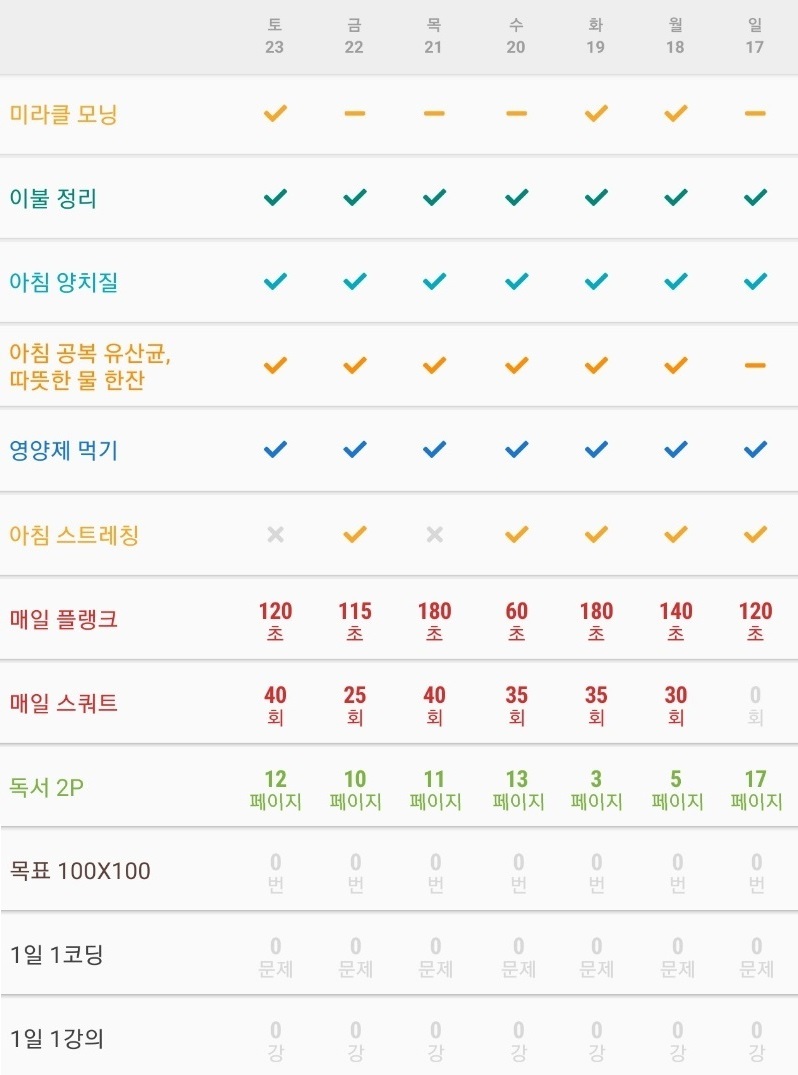 토 금 목 수 화 월 일
23 22 21 20 19 18 17
미라클 모닝
이불 정리
아침 양치질
아침 공복 유산균,
따뜻한 물 한잔
영양제 먹기
아침 스트레칭
매일 플랭크 120 115 180 60 180 140 120
초 초 초 초 초 초 초
매일 스쿼트 40 25 40 35 35 30 0
회 회 회 회 회 회 회
독서 2P 12 10 11 13 3 5 17
페이지 페이지 페이지 페이지 페이지 페이지 페이지
목표 100X100 0 0 0 0 0 0 0
번 번 번 번 번 번 번
1일 1코딩 0 0 0 0 0 0 0
문제 문제 문제 문제 문제 문제 문제
1일 1강의 0 0 0 0 0 0 0
강 강 강 강 강 강 강